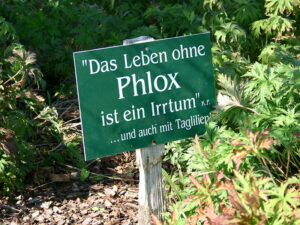 "Das Leben ohne
Phlox
ist ein Irrtum" K.F.
...und auch mit Taglilien